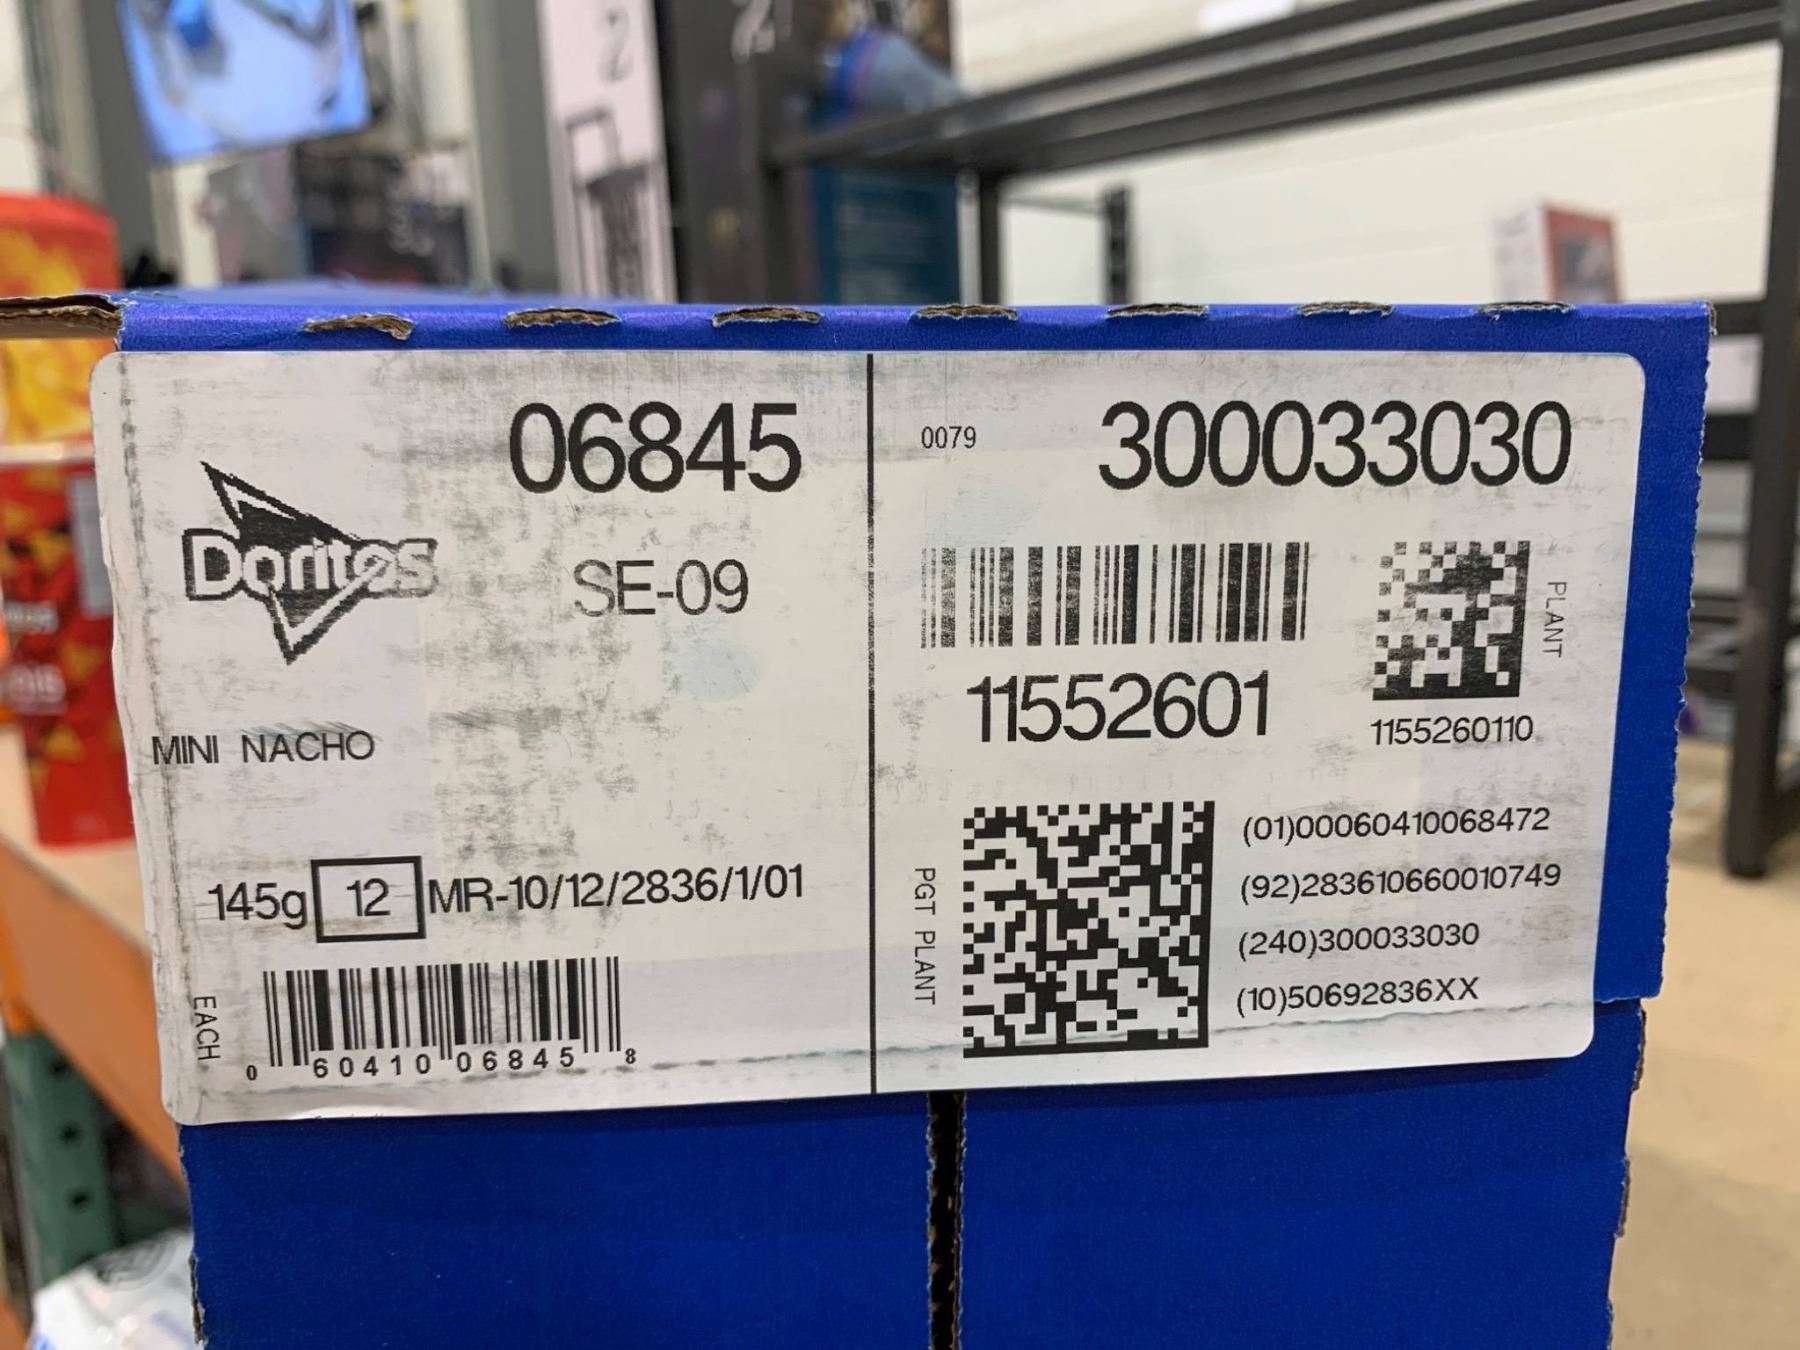 06845
Doritos
SE-09
MINI NACHO
145g 12 MR-10/12/2836/1/01
EACH
0 60410 06845 8
0079 300033030
11552601
PLANT
1155260110
PGT PLANT
(01)00060410068472
(92)283610660010749
(240)300033030
(10)50692836XX
2